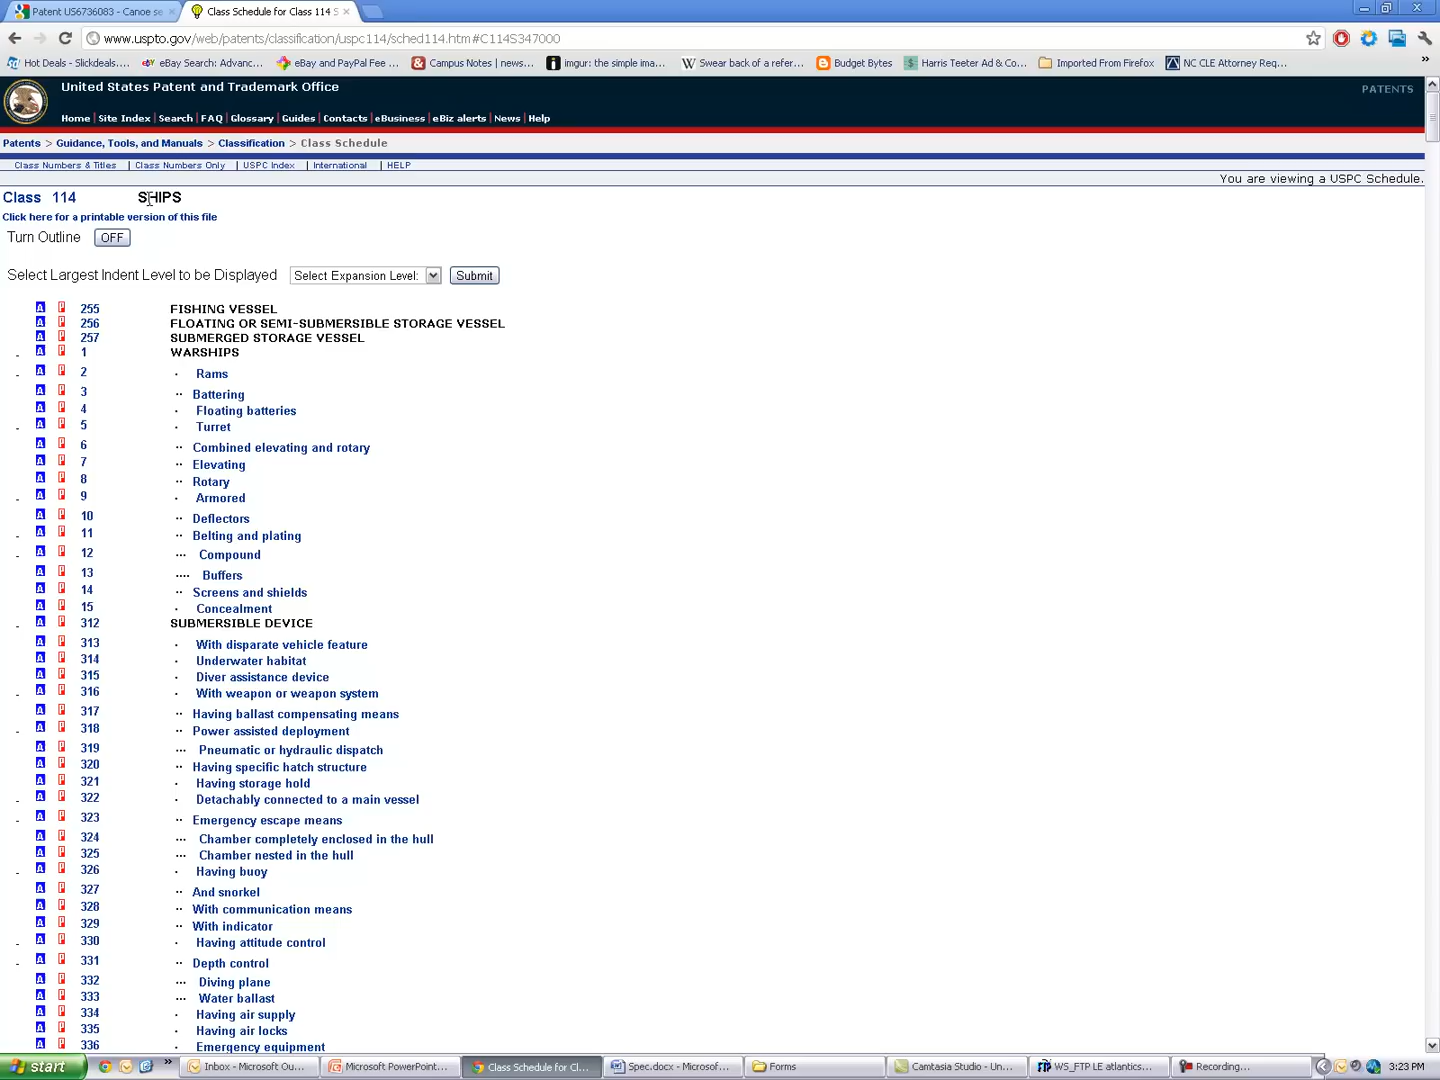 Patent US6736083 - Canoe se
Class Schedule for Class 114 S
www.uspto.gov/web/patents/classification/uspc114/sched114.htm#C114S347000
Hot Deals - Slickdeals.... eBay Search: Advanc... eBay and PayPal Fee ... Campus Notes | news... imgur: the simple ima... Swear back of a refer... Budget Bytes Harris Teeter Ad & Co... Imported From Firefox NC CLE Attorney Req... »
United States Patent and Trademark Office
PATENTS
Home | Site Index | Search | FAQ | Glossary | Guides | Contacts | eBusiness | eBiz alerts | News | Help
Patents > Guidance, Tools, and Manuals > Classification > Class Schedule
Class Numbers & Titles | Class Numbers Only | USPC Index | International | HELP
You are viewing a USPC Schedule.
Class 114 SHIPS
Click here for a printable version of this file
Turn Outline OFF
Select Largest Indent Level to be Displayed Select Expansion Level: Submit
A P 255 FISHING VESSEL
A P 256 FLOATING OR SEMI-SUBMERSIBLE STORAGE VESSEL
A P 257 SUBMERGED STORAGE VESSEL
- A P 1 WARSHIPS
- A P 2 . Rams
A P 3 .. Battering
A P 4 . Floating batteries
- A P 5 . Turret
A P 6 .. Combined elevating and rotary
A P 7 .. Elevating
A P 8 .. Rotary
- A P 9 . Armored
A P 10 .. Deflectors
- A P 11 .. Belting and plating
- A P 12 ... Compound
A P 13 .... Buffers
A P 14 .. Screens and shields
A P 15 . Concealment
- A P 312 SUBMERSIBLE DEVICE
A P 313 . With disparate vehicle feature
A P 314 . Underwater habitat
A P 315 . Diver assistance device
- A P 316 . With weapon or weapon system
A P 317 .. Having ballast compensating means
- A P 318 .. Power assisted deployment
A P 319 ... Pneumatic or hydraulic dispatch
A P 320 .. Having specific hatch structure
A P 321 . Having storage hold
- A P 322 . Detachably connected to a main vessel
- A P 323 .. Emergency escape means
A P 324 ... Chamber completely enclosed in the hull
A P 325 ... Chamber nested in the hull
- A P 326 . Having buoy
A P 327 .. And snorkel
A P 328 .. With communication means
A P 329 .. With indicator
- A P 330 . Having attitude control
- A P 331 .. Depth control
A P 332 ... Diving plane
A P 333 ... Water ballast
A P 334 . Having air supply
A P 335 . Having air locks
A P 336 . Emergency equipment
start » Inbox - Microsoft Ou... Microsoft PowerPoint... Class Schedule for Cl... Spec.docx - Microsof... Forms Camtasia Studio - Un... WS_FTP LE atlantics... Recording... 3:23 PM